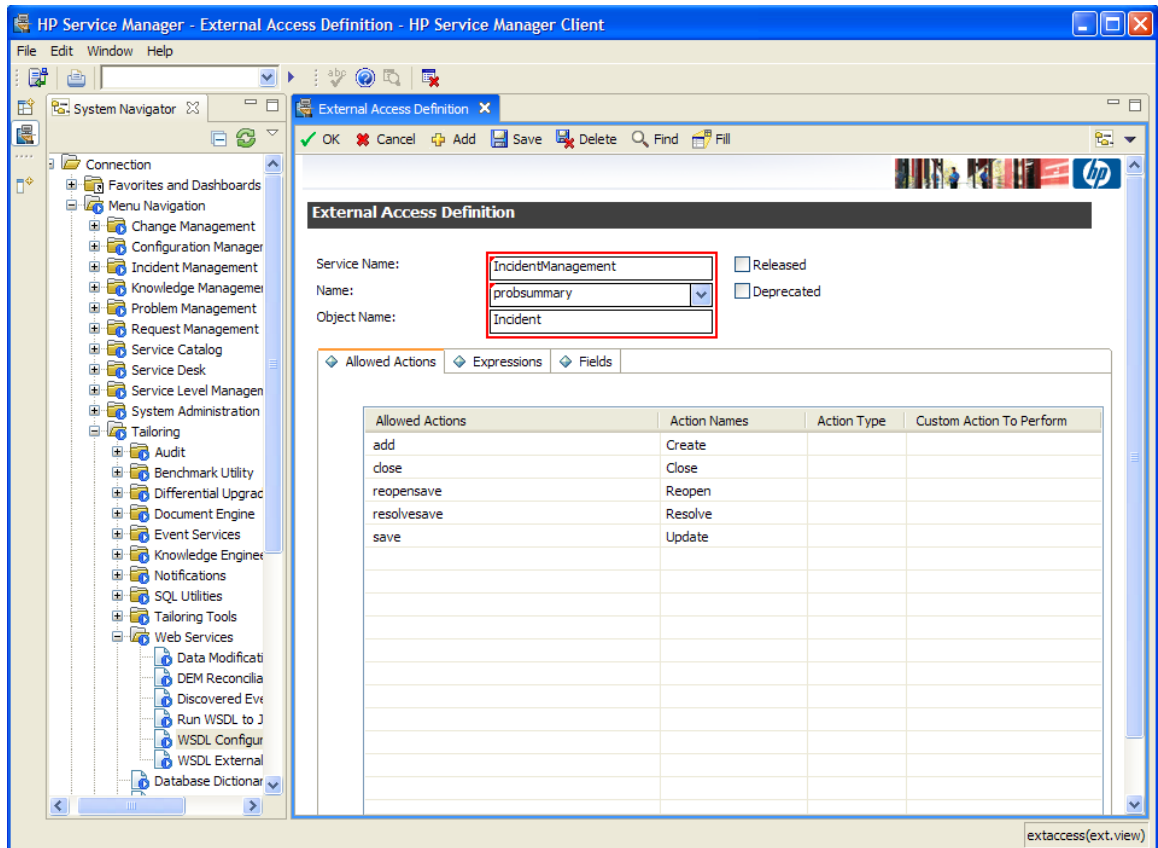 HP Service Manager - External Access Definition - HP Service Manager Client
File Edit Window Help
abc
System Navigator
External Access Definition
OK Cancel Add Save Delete Find Fill
Connection
Favorites and Dashboards
Menu Navigation
Change Management
Configuration Manager
Incident Management
Knowledge Managemen
Problem Management
Request Management
Service Catalog
Service Desk
Service Level Managem
System Administration
Tailoring
Audit
Benchmark Utility
Differential Upgrad
Document Engine
Event Services
Knowledge Enginee
Notifications
SQL Utilities
Tailoring Tools
Web Services
Data Modificati
DEM Reconcilia
Discovered Eve
Run WSDL to J
WSDL Configur
WSDL External
Database Dictionar
hp
External Access Definition
Service Name: IncidentManagement Released
Name: probsummary Deprecated
Object Name: Incident
Allowed Actions Expressions Fields
Allowed Actions Action Names Action Type Custom Action To Perform
add Create
close Close
reopensave Reopen
resolvesave Resolve
save Update
extaccess(ext.view)